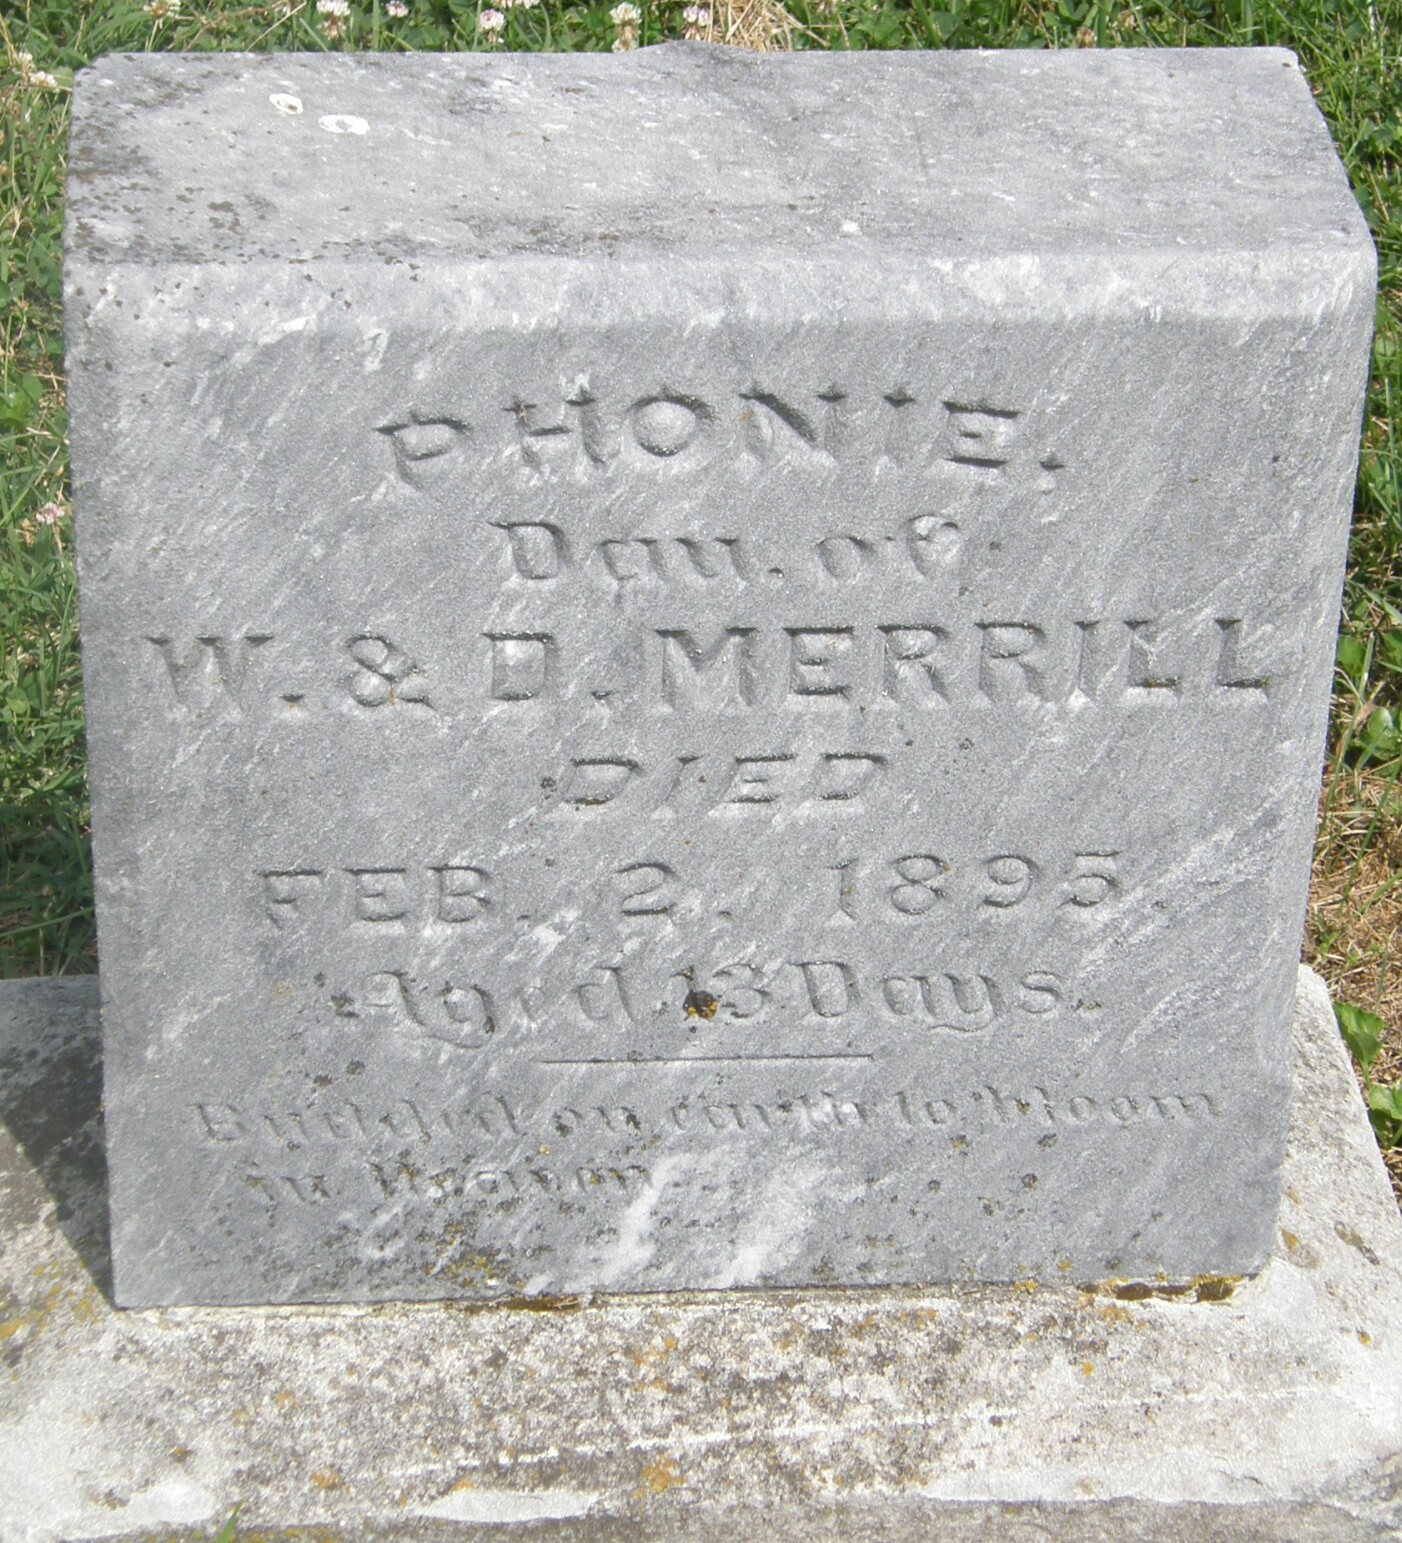 PHONIE.
Dau. of
W. & D. MERRILL
DIED
FEB. 2. 1895.
Aged 13 Days.
Budded on earth to bloom
in Heaven